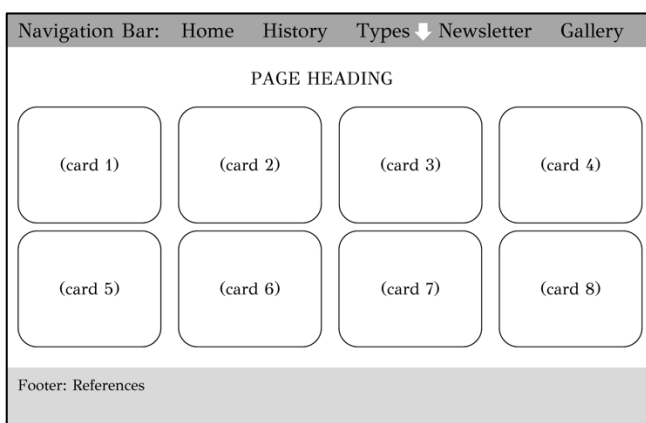 Navigation Bar: Home History Types Newsletter Gallery
PAGE HEADING
(card 1) (card 2) (card 3) (card 4)
(card 5) (card 6) (card 7) (card 8)
Footer: References